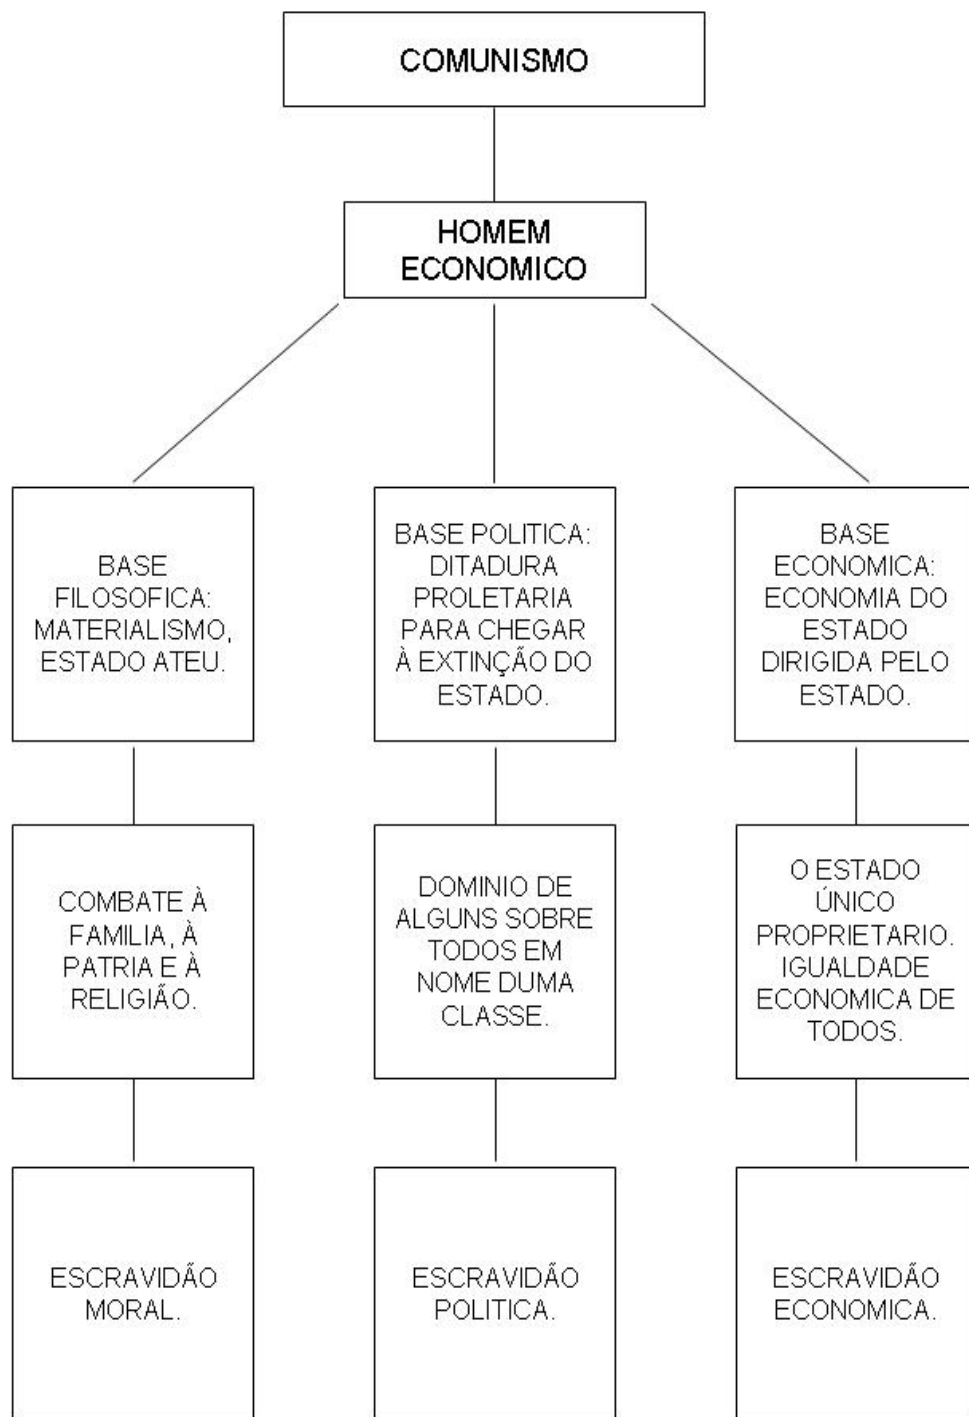 COMUNISMO
HOMEM
ECONOMICO
BASE
FILOSOFICA:
MATERIALISMO,
ESTADO ATEU.
BASE POLITICA:
DITADURA
PROLETARIA
PARA CHEGAR
À EXTINÇÃO DO
ESTADO.
BASE
ECONOMICA:
ECONOMIA DO
ESTADO
DIRIGIDA PELO
ESTADO.
COMBATE À
FAMILIA, À
PATRIA E À
RELIGIÃO.
DOMINIO DE
ALGUNS SOBRE
TODOS EM
NOME DUMA
CLASSE.
O ESTADO
ÚNICO
PROPRIETARIO.
IGUALDADE
ECONOMICA DE
TODOS.
ESCRAVIDÃO
MORAL.
ESCRAVIDÃO
POLITICA.
ESCRAVIDÃO
ECONOMICA.